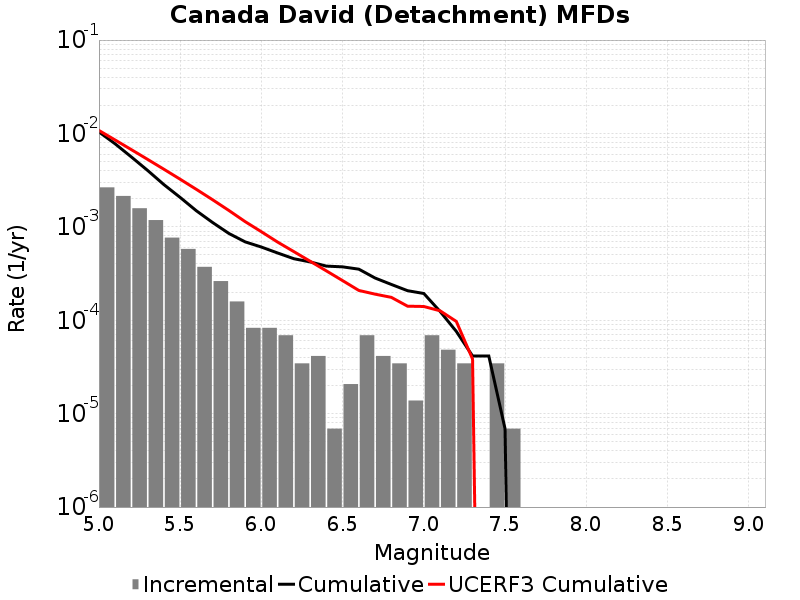 Canada David (Detachment) MFDs
10-1
10-2
10-3
10-4
10-5
10-6
Rate (1/yr)
5.0 5.5 6.0 6.5 7.0 7.5 8.0 8.5 9.0
Magnitude
Incremental Cumulative UCERF3 Cumulative